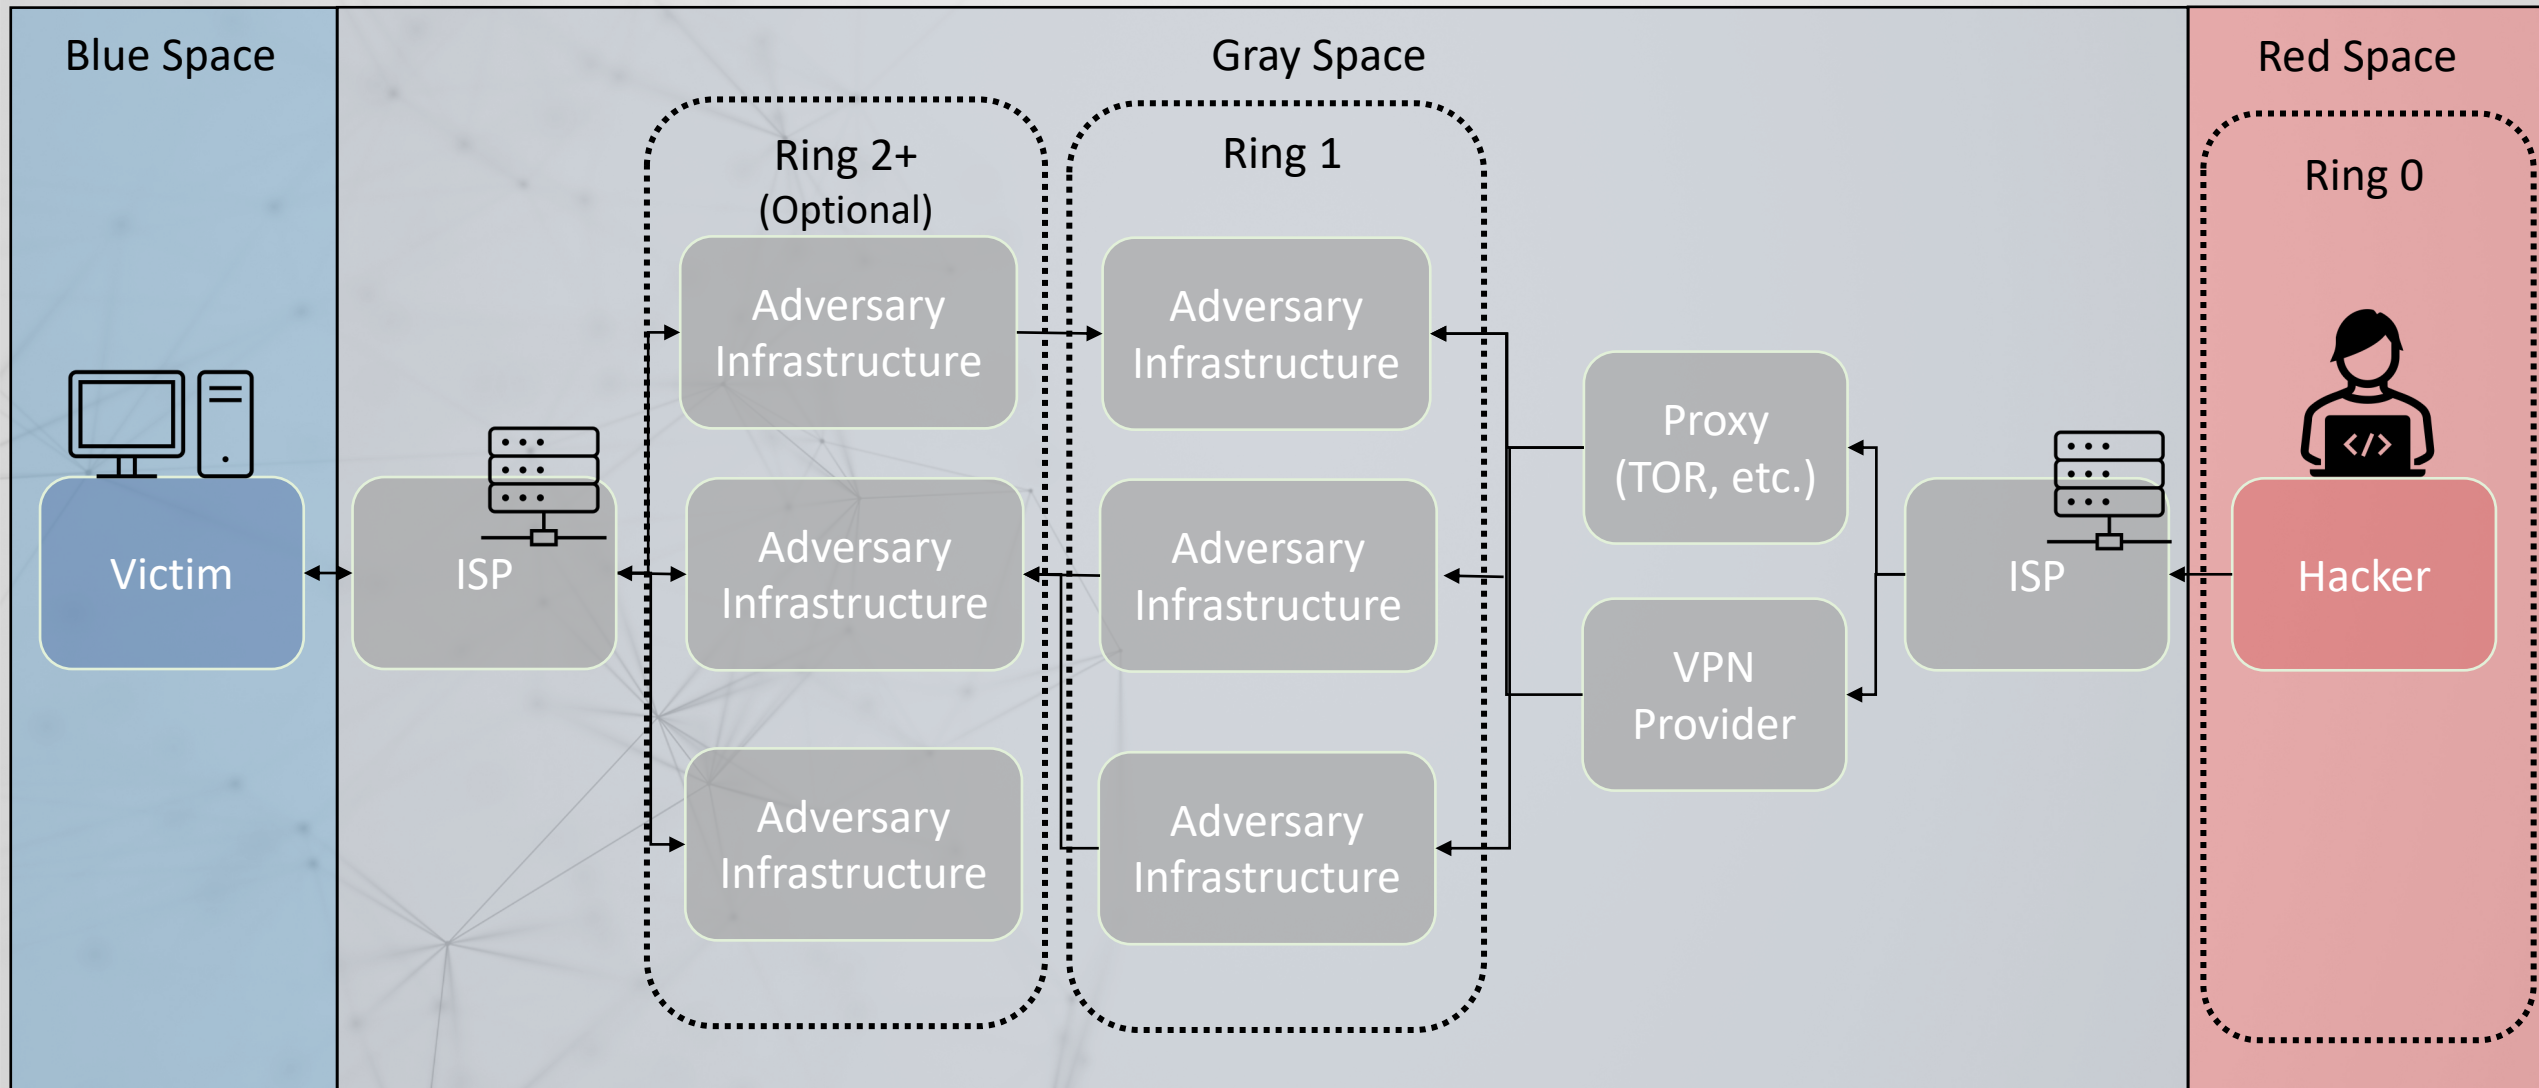 Blue Space
Gray Space
Red Space
Ring 2+
(Optional)
Ring 1
Ring 0
Adversary
Infrastructure
Adversary
Infrastructure
Proxy
(TOR, etc.)
</>
Victim
ISP
Adversary
Infrastructure
Adversary
Infrastructure
ISP
Hacker
VPN
Provider
Adversary
Infrastructure
Adversary
Infrastructure